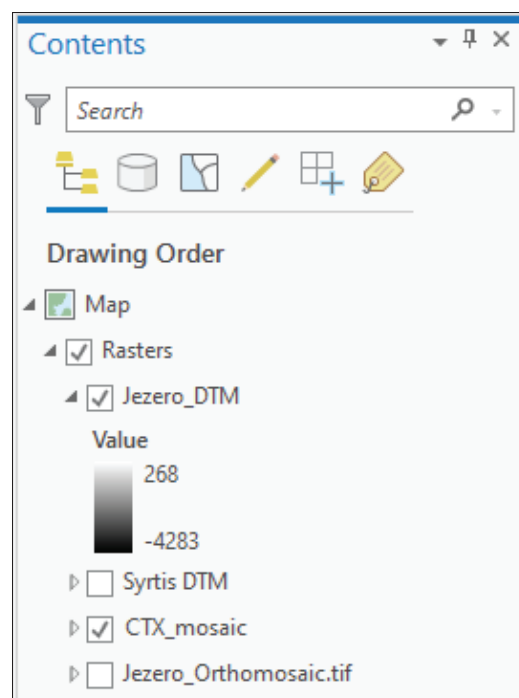 Contents
Search
Drawing Order
Map
Rasters
Jezero_DTM
Value
268
-4283
Syrtis DTM
CTX_mosaic
Jezero_Orthomosaic.tif